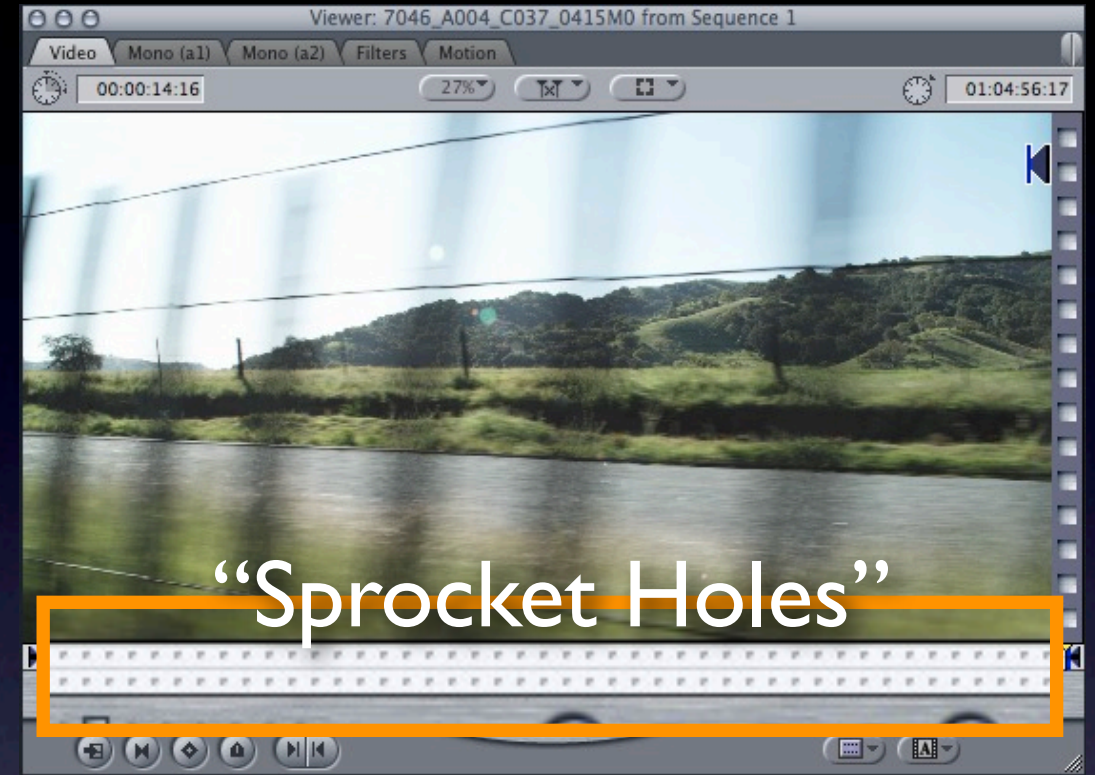 Viewer: 7046_A004_C037_0415M0 from Sequence 1
Video Mono (a1) Mono (a2) Filters Motion
00:00:14:16 27% 01:04:56:17
“Sprocket Holes”
A